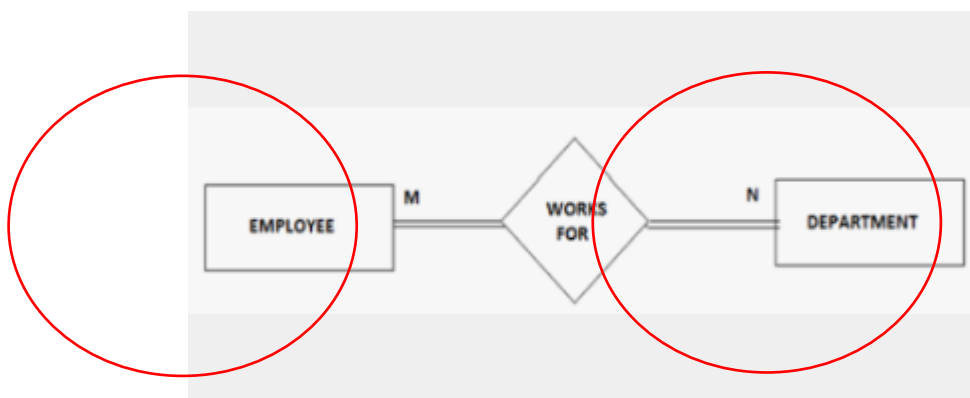 M
N
EMPLOYEE
WORKS
FOR
DEPARTMENT